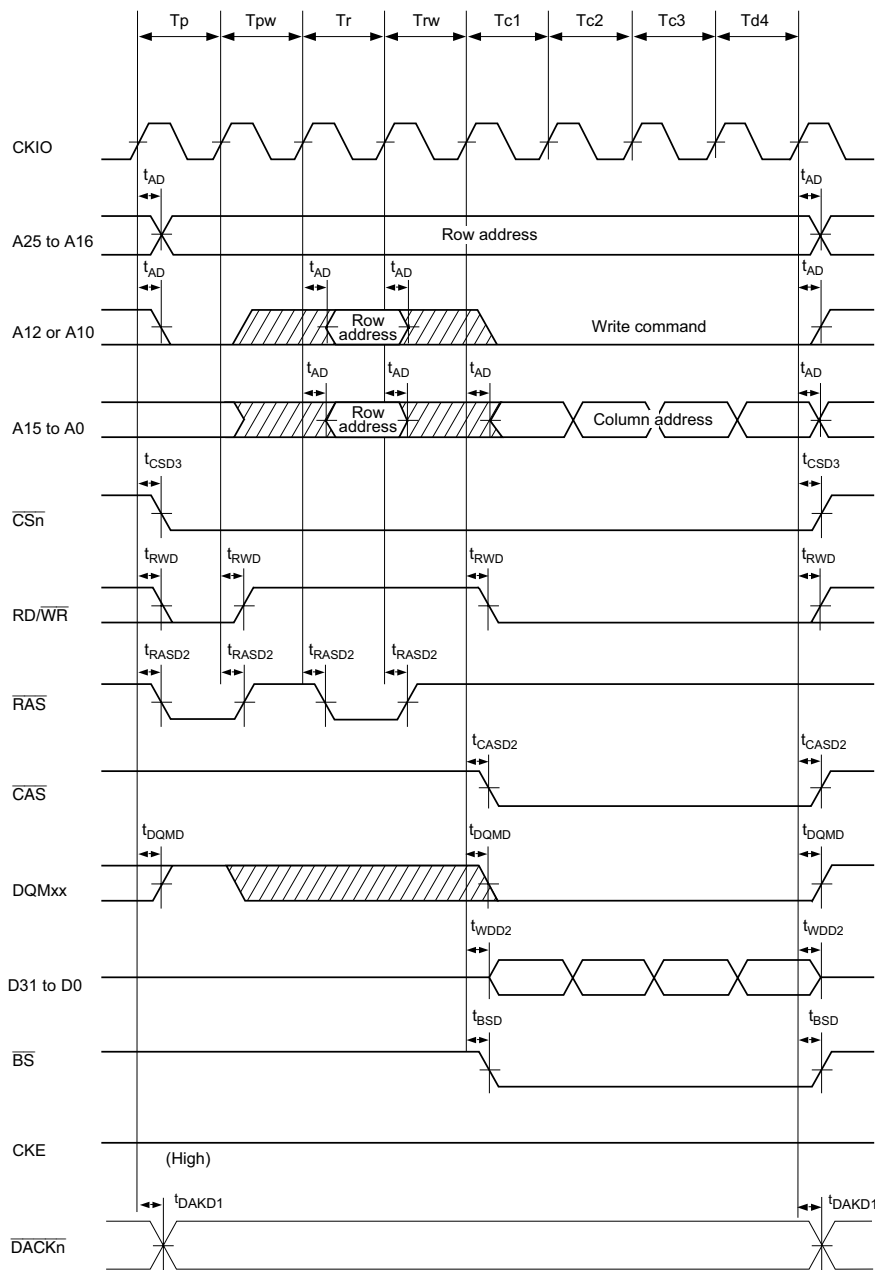 Tp Tpw Tr Trw Tc1 Tc2 Tc3 Td4
CKIO
tAD tAD
A25 to A16 Row address
tAD tAD tAD tAD
A12 or A10 Row address Write command
tAD tAD tAD tAD
A15 to A0 Row address Column address
tCSD3 tCSD3
CSn
tRWD tRWD tRWD tRWD
RD/WR
tRASD2 tRASD2 tRASD2 tRASD2
RAS
tCASD2 tCASD2
CAS
tDQMD tDQMD tDQMD
DQMxx
tWDD2 tWDD2
D31 to D0
tBSD tBSD
BS
CKE
(High)
tDAKD1 tDAKD1
DACKn